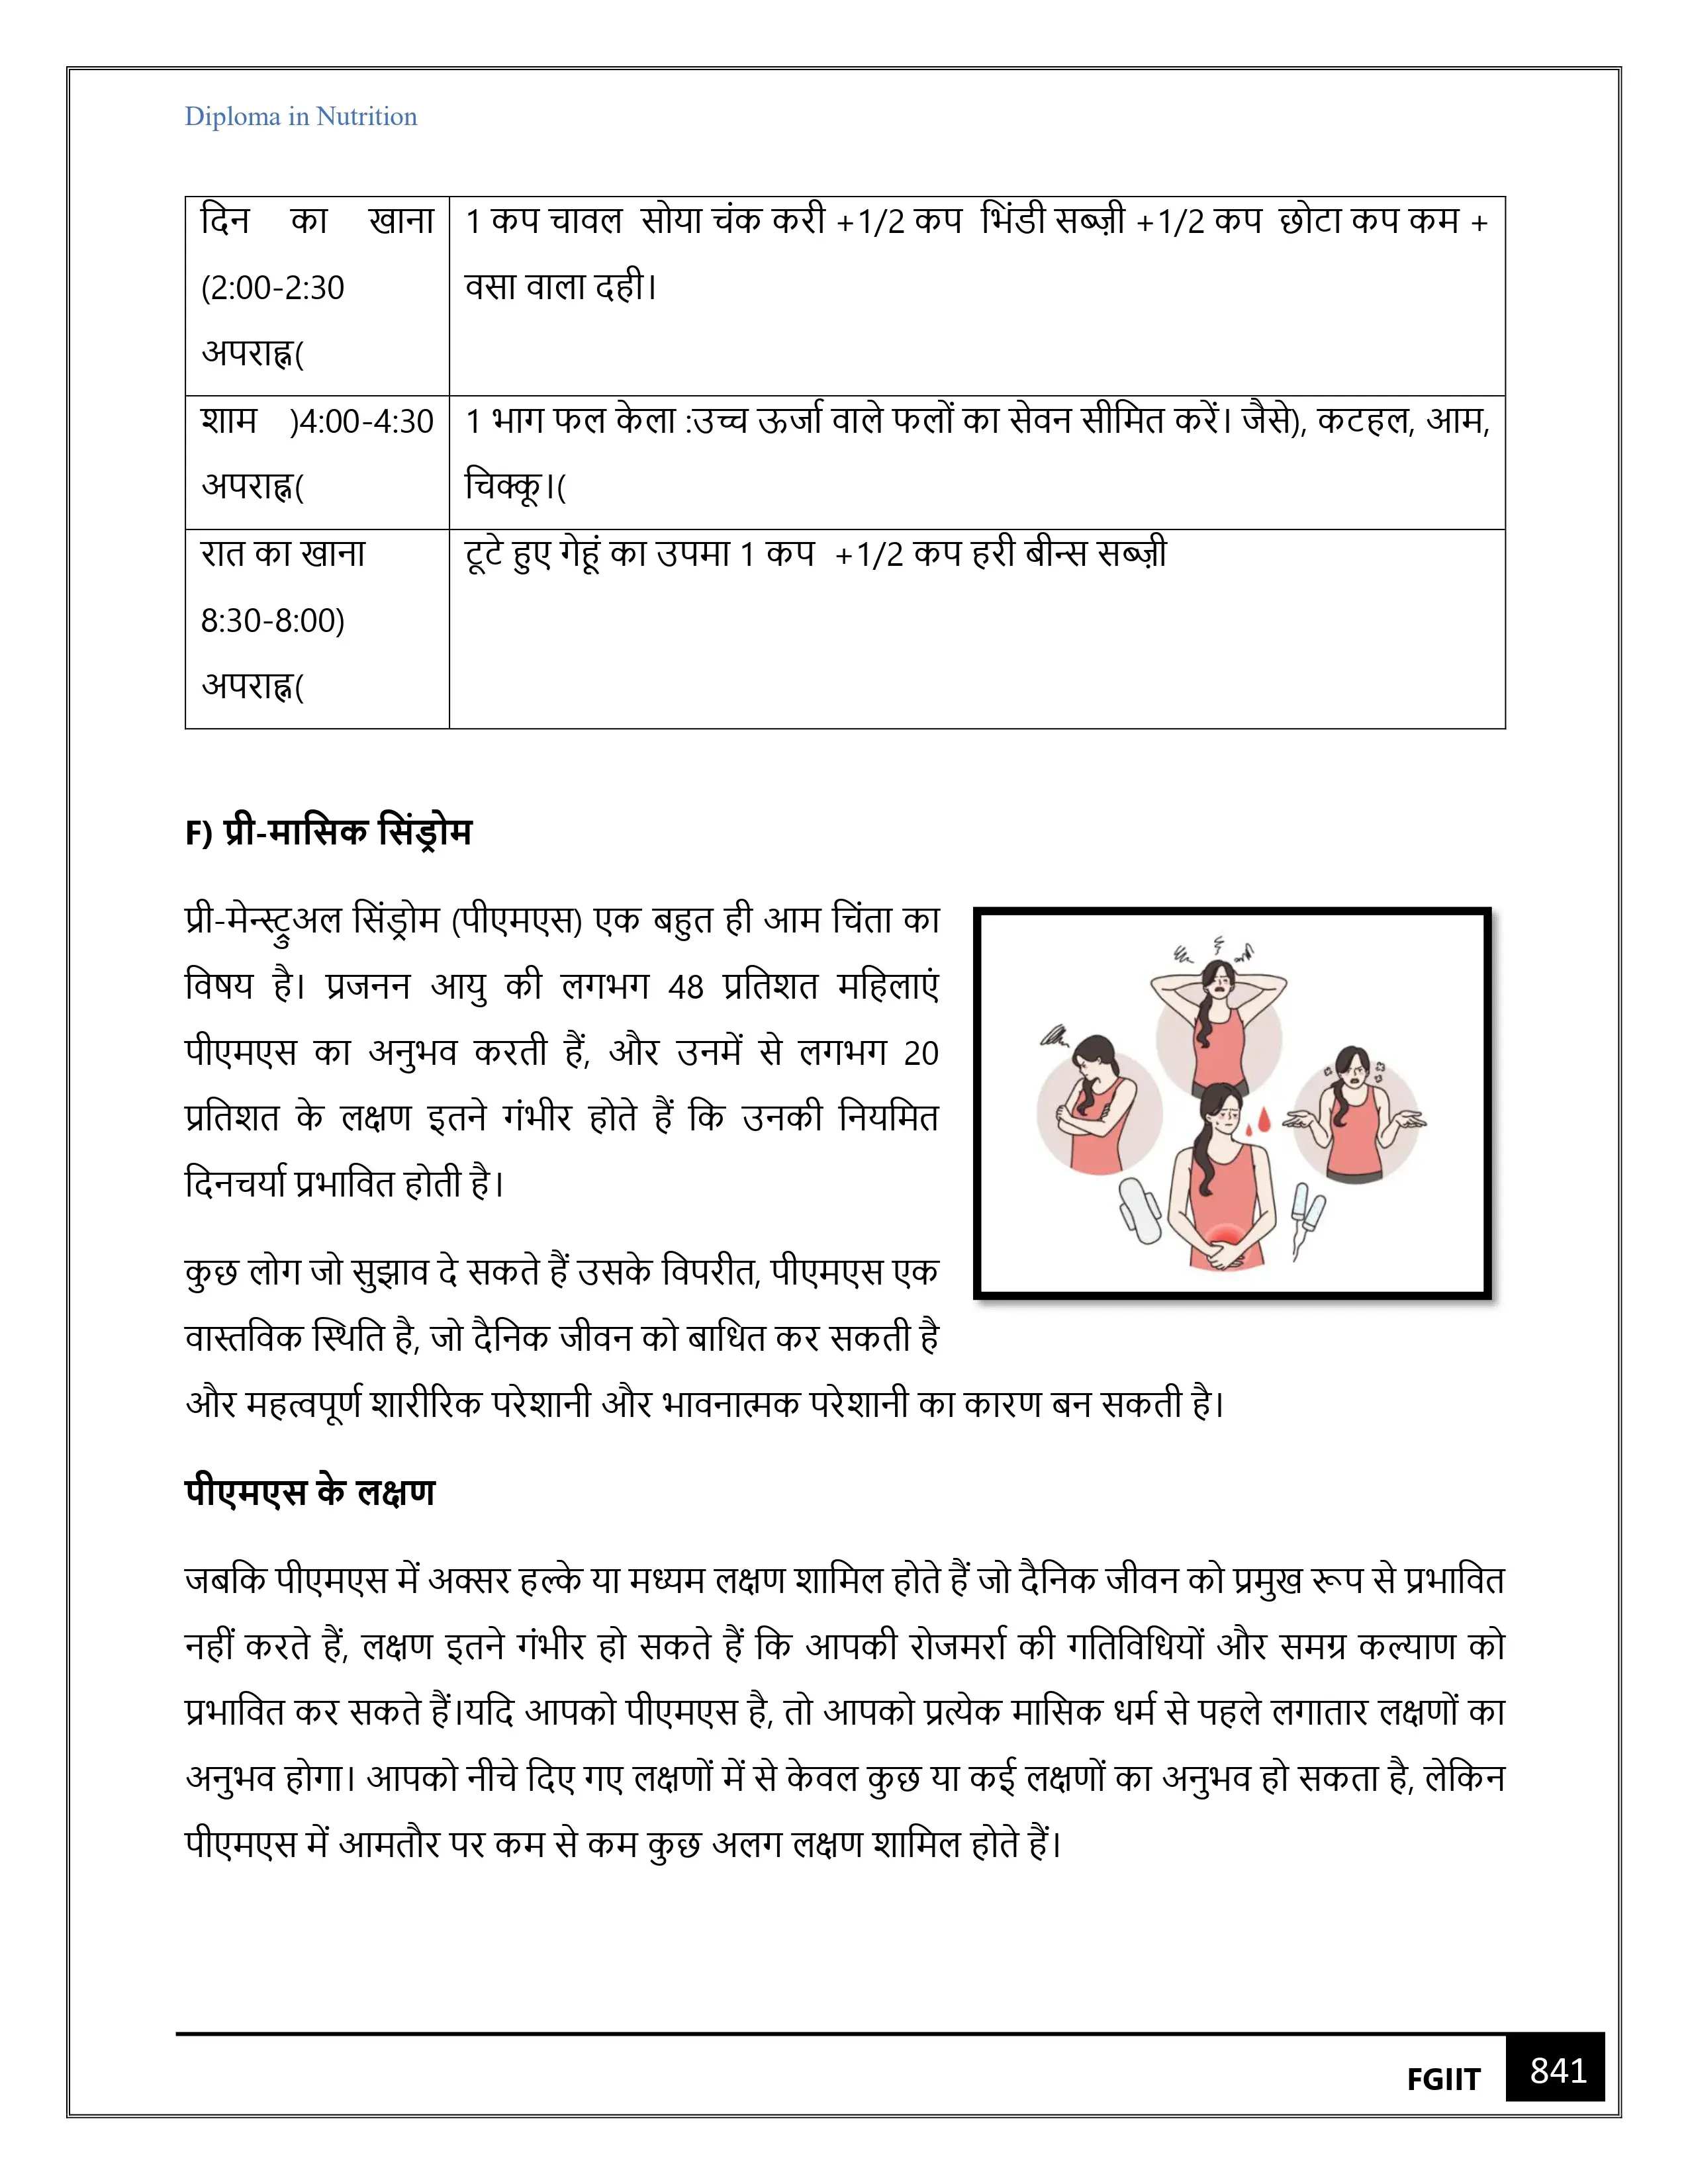 Diploma in Nutrition
दिन का खाना
(2:00-2:30
अपराह्न(
1 कप चावल सोया चंक करी +1/2 कप भिंडी सब्ज़ी +1/2 कप छोटा कप कम +
वसा वाला दही।
शाम )4:00-4:30
अपराह्न(
1 भाग फल केला :उच्च ऊर्जा वाले फलों का सेवन सीमित करें। जैसे), कटहल, आम,
चिक्कू।(
रात का खाना
8:30-8:00)
अपराह्न(
टूटे हुए गेहूं का उपमा 1 कप +1/2 कप हरी बीन्स सब्ज़ी
F) प्री-मासिक सिंड्रोम
प्री-मेन्स्ट्रुअल सिंड्रोम (पीएमएस) एक बहुत ही आम चिंता का
विषय है। प्रजनन आयु की लगभग 48 प्रतिशत महिलाएं
पीएमएस का अनुभव करती हैं, और उनमें से लगभग 20
प्रतिशत के लक्षण इतने गंभीर होते हैं कि उनकी नियमित
दिनचर्या प्रभावित होती है।
कुछ लोग जो सुझाव दे सकते हैं उसके विपरीत, पीएमएस एक
वास्तविक स्थिति है, जो दैनिक जीवन को बाधित कर सकती है
और महत्वपूर्ण शारीरिक परेशानी और भावनात्मक परेशानी का कारण बन सकती है।
पीएमएस के लक्षण
जबकि पीएमएस में अक्सर हल्के या मध्यम लक्षण शामिल होते हैं जो दैनिक जीवन को प्रमुख रूप से प्रभावित
नहीं करते हैं, लक्षण इतने गंभीर हो सकते हैं कि आपकी रोजमर्रा की गतिविधियों और समग्र कल्याण को
प्रभावित कर सकते हैं।यदि आपको पीएमएस है, तो आपको प्रत्येक मासिक धर्म से पहले लगातार लक्षणों का
अनुभव होगा। आपको नीचे दिए गए लक्षणों में से केवल कुछ या कई लक्षणों का अनुभव हो सकता है, लेकिन
पीएमएस में आमतौर पर कम से कम कुछ अलग लक्षण शामिल होते हैं।
FGIIT 841